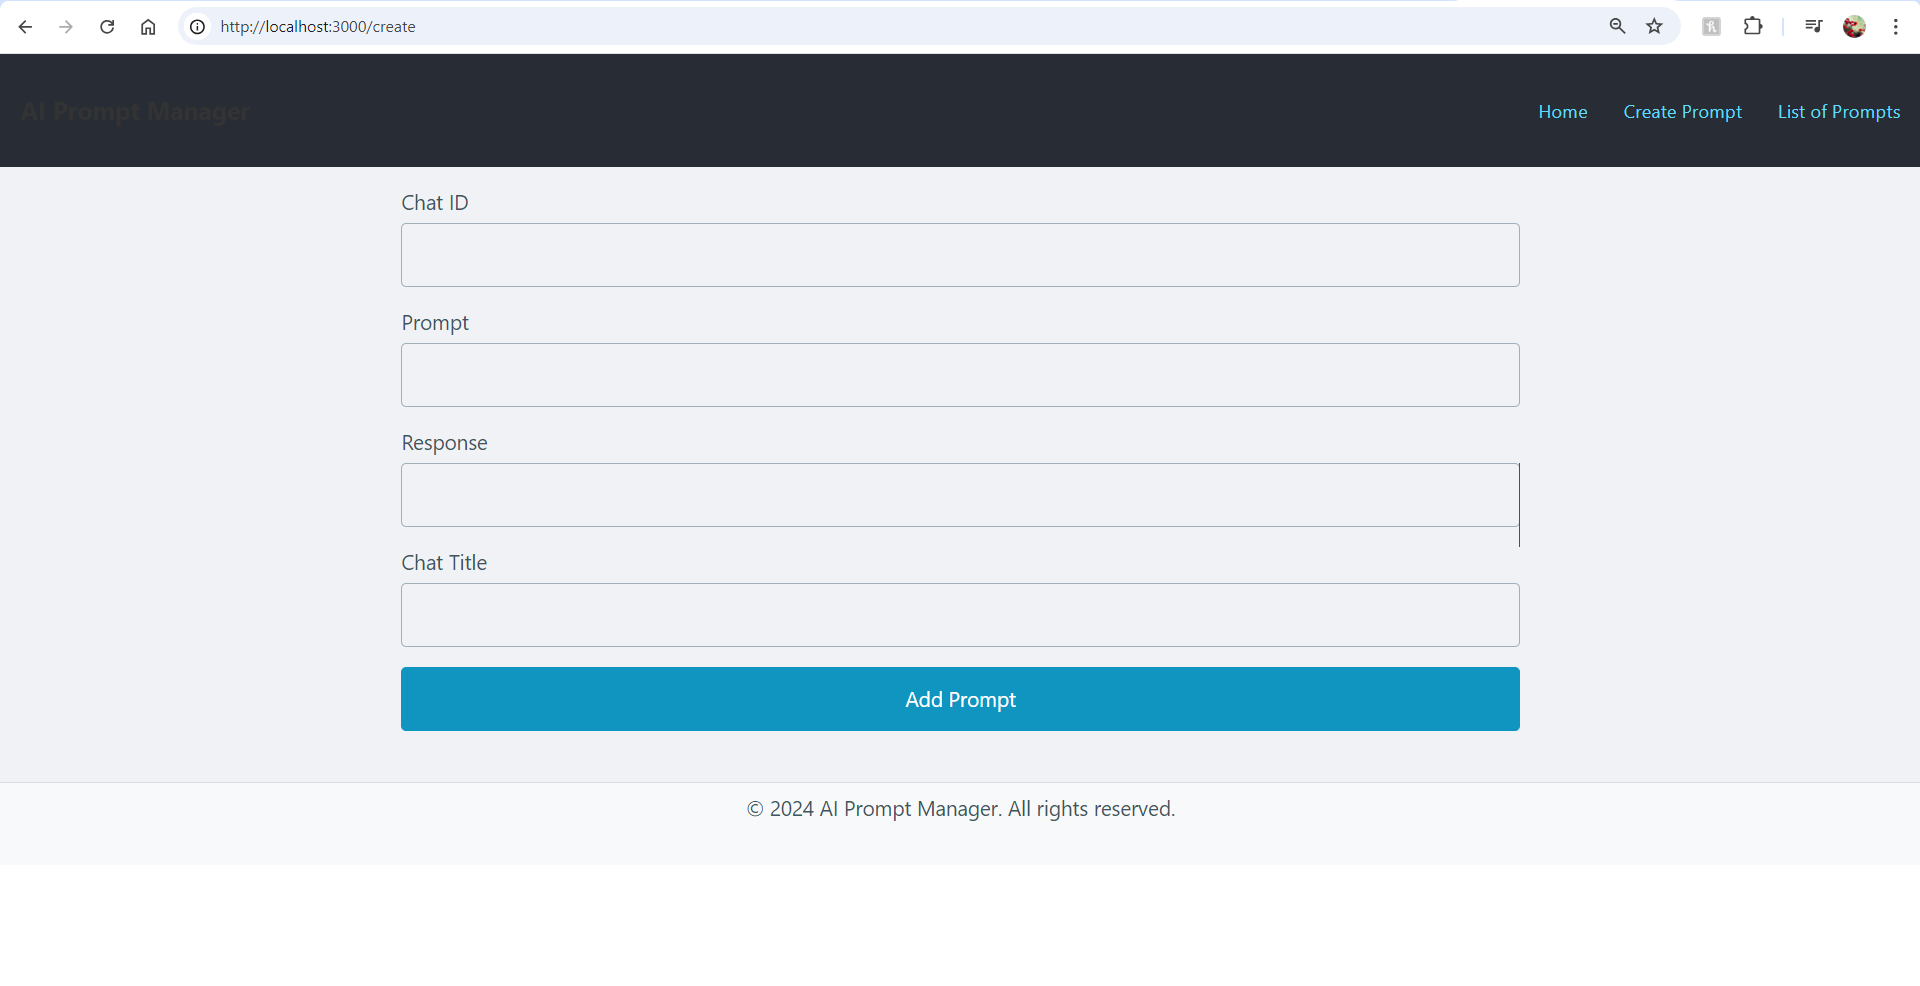 http://localhost:3000/create
AI Prompt Manager
Home Create Prompt List of Prompts
Chat ID
Prompt
Response
Chat Title
Add Prompt
© 2024 AI Prompt Manager. All rights reserved.